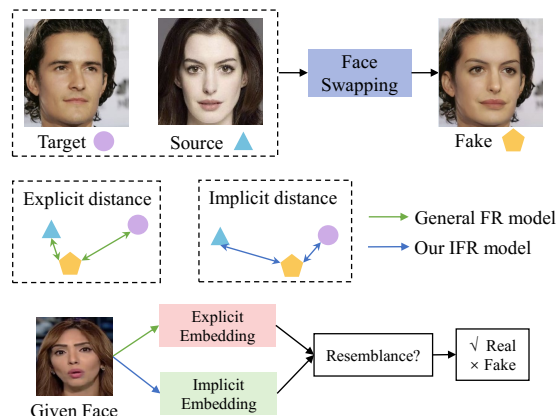 Face
Swapping
Target
Source
Fake
Explicit distance
Implicit distance
General FR model
Our IFR model
Explicit
Embedding
Implicit
Embedding
Resemblance?
√ Real
× Fake
Given Face